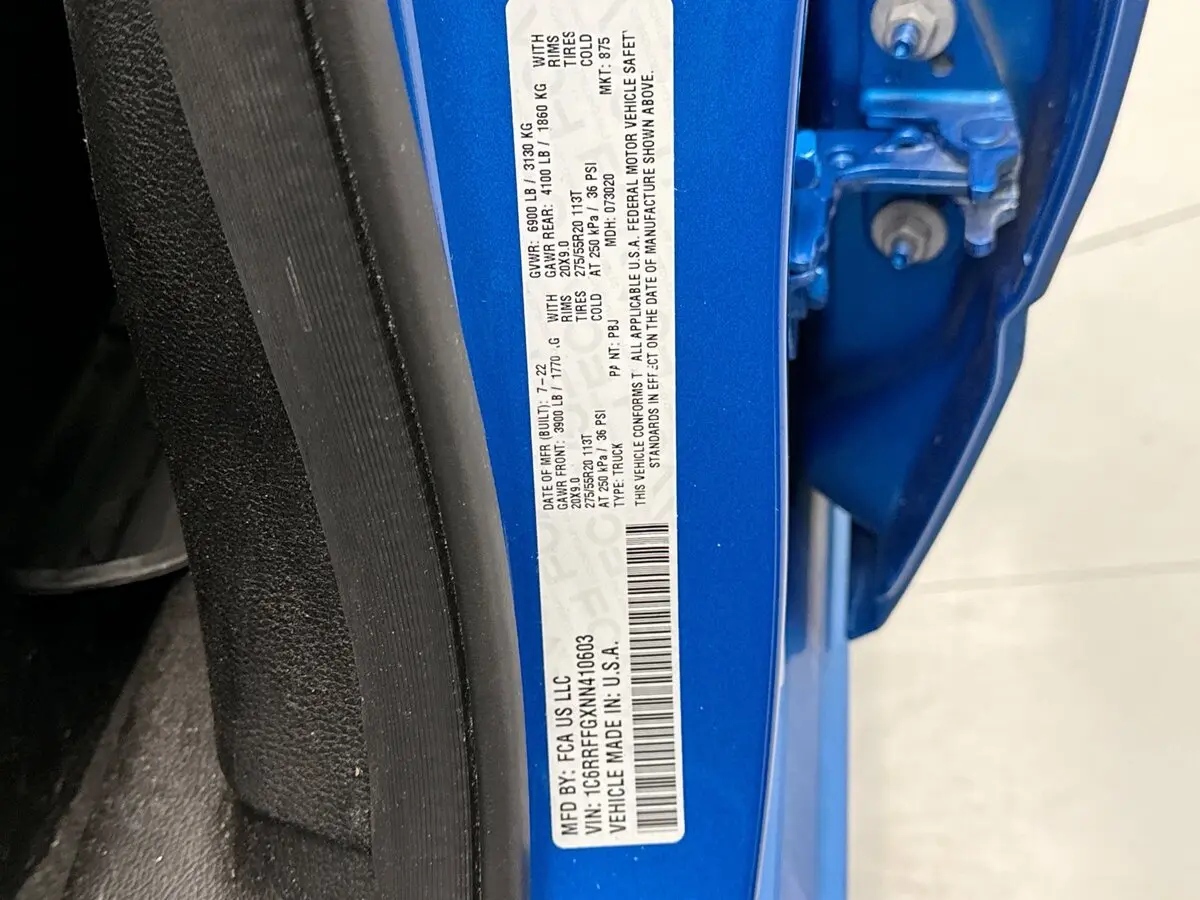 MFD BY: FCA US LLC
VIN: 1C6RRFFGXNN410603
VEHICLE MADE IN: U.S.A.
DATE OF MFR (BUILT): 7-22 GVWR: 6900 LB / 3130 KG
GAWR FRONT: 3900 LB / 1770 G WITH GAWR REAR: 4100 LB / 1860 KG WITH
20X9.0 RIMS 20X9.0 RIMS
275/55R20 113T TIRES 275/55R20 113T TIRES
AT 250 kPa / 36 PSI COLD AT 250 kPa / 36 PSI COLD
TYPE: TRUCK PA NT: PBJ MDH: 073020 MKT: 875
THIS VEHICLE CONFORMS T ALL APPLICABLE U.S.A. FEDERAL MOTOR VEHICLE SAFETY
STANDARDS IN EFFECT ON THE DATE OF MANUFACTURE SHOWN ABOVE.